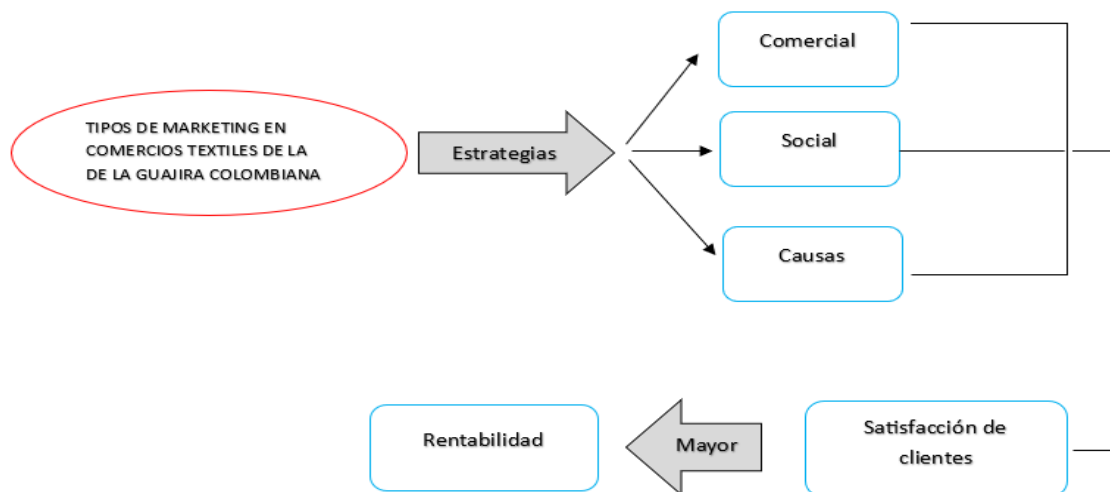 TIPOS DE MARKETING EN
COMERCIOS TEXTILES DE LA
DE LA GUAJIRA COLOMBIANA
Estrategias
Comercial
Social
Causas
Rentabilidad
Mayor
Satisfacción de
clientes